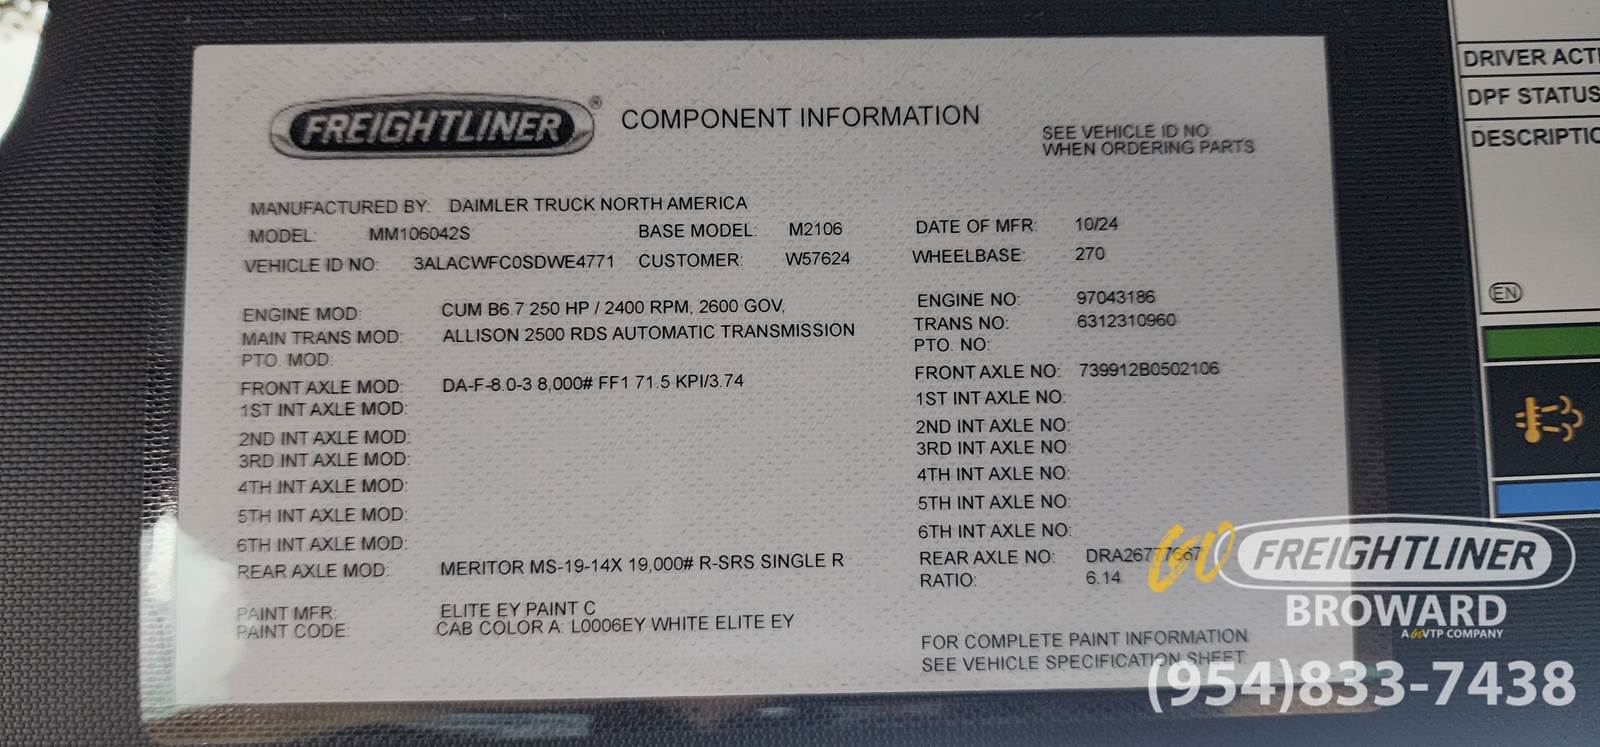 FREIGHTLINER®
COMPONENT INFORMATION
SEE VEHICLE ID NO.
WHEN ORDERING PARTS
MANUFACTURED BY: DAIMLER TRUCK NORTH AMERICA
MODEL: MM106042S BASE MODEL: M2106 DATE OF MFR: 10/24
VEHICLE ID NO: 3ALACWFC0SDWE4771 CUSTOMER: W57624 WHEELBASE: 270
ENGINE MOD: CUM B6.7 250 HP / 2400 RPM, 2600 GOV, ENGINE NO: 97043186
MAIN TRANS MOD: ALLISON 2500 RDS AUTOMATIC TRANSMISSION TRANS NO: 6312310960
PTO. MOD: PTO. NO:
FRONT AXLE MOD: DA-F-8.0-3 8,000# FF1 71.5 KPI/3.74 FRONT AXLE NO: 739912B0502106
1ST INT AXLE MOD: 1ST INT AXLE NO:
2ND INT AXLE MOD: 2ND INT AXLE NO:
3RD INT AXLE MOD: 3RD INT AXLE NO:
4TH INT AXLE MOD: 4TH INT AXLE NO:
5TH INT AXLE MOD: 5TH INT AXLE NO:
6TH INT AXLE MOD: 6TH INT AXLE NO:
REAR AXLE MOD: MERITOR MS-19-14X 19,000# R-SRS SINGLE R REAR AXLE NO: DRA26777667
RATIO: 6.14
PAINT MFR: ELITE EY PAINT C
PAINT CODE: CAB COLOR A: L0006EY WHITE ELITE EY
FOR COMPLETE PAINT INFORMATION
SEE VEHICLE SPECIFICATION SHEET.
DRIVER ACTI
DPF STATUS
DESCRIPTIO
EN
GO FREIGHTLINER
BROWARD
A GOVTP COMPANY
(954)833-7438